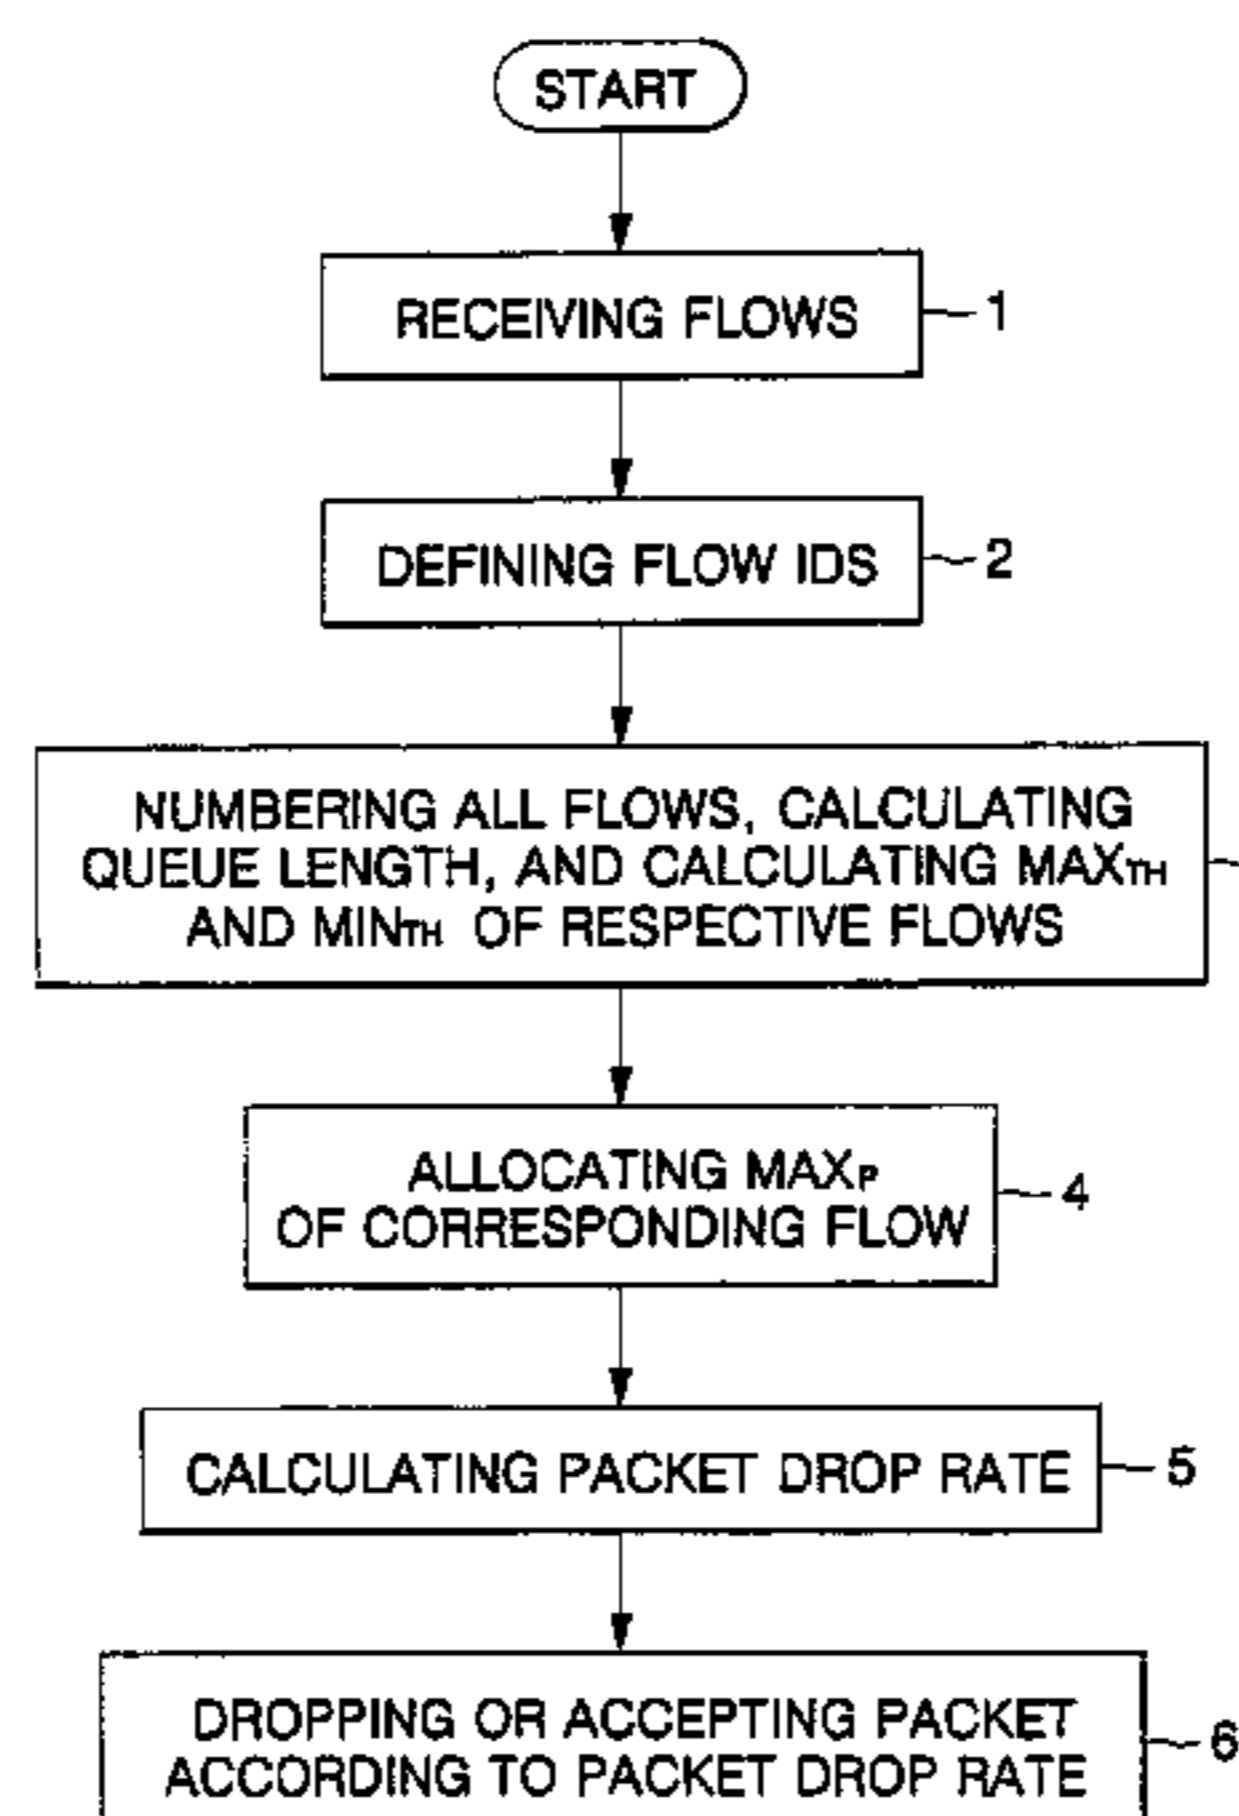 START
RECEIVING FLOWS
1
DEFINING FLOW IDS
2
NUMBERING ALL FLOWS, CALCULATING
QUEUE LENGTH, AND CALCULATING MAXTH
AND MINTH OF RESPECTIVE FLOWS
ALLOCATING MAXP
OF CORRESPONDING FLOW
4
CALCULATING PACKET DROP RATE
5
DROPPING OR ACCEPTING PACKET
ACCORDING TO PACKET DROP RATE
6